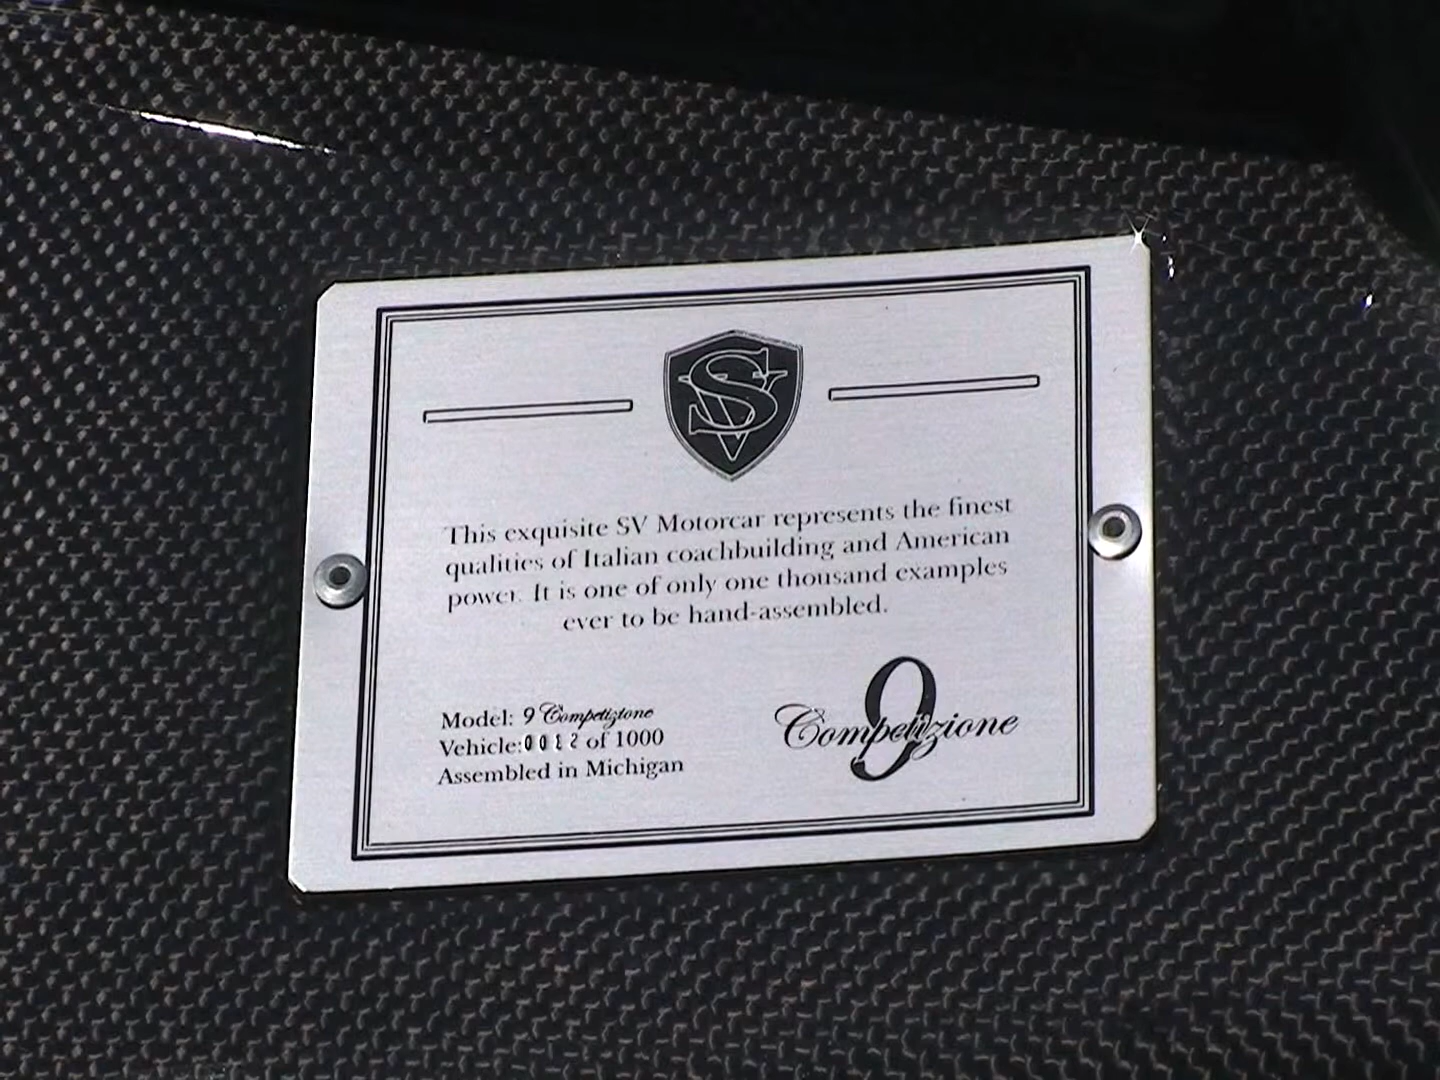 SV
This exquisite SV Motorcar represents the finest
qualities of Italian coachbuilding and American
power. It is one of only one thousand examples
ever to be hand-assembled.
Model: 9 Competizione
Vehicle:0012 of 1000
Assembled in Michigan
9
Competizione